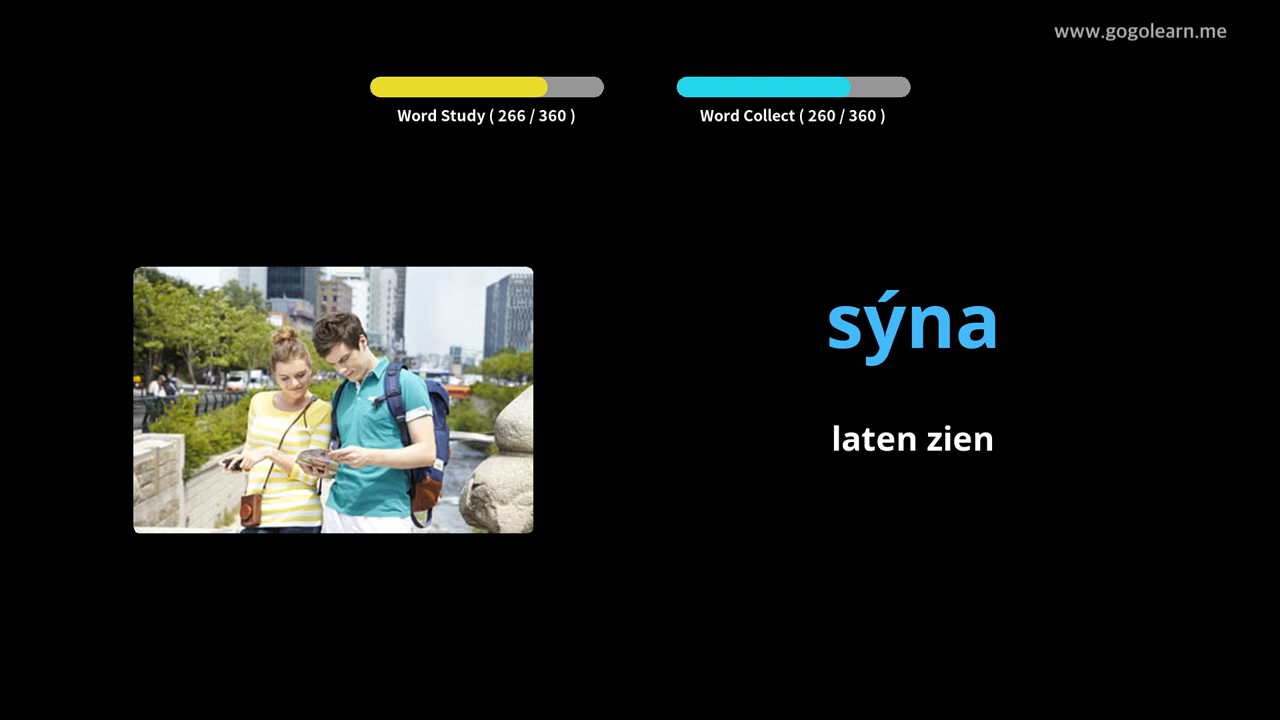 www.gogolearn.me
Word Study ( 266 / 360 )
Word Collect ( 260 / 360 )
sýna
laten zien